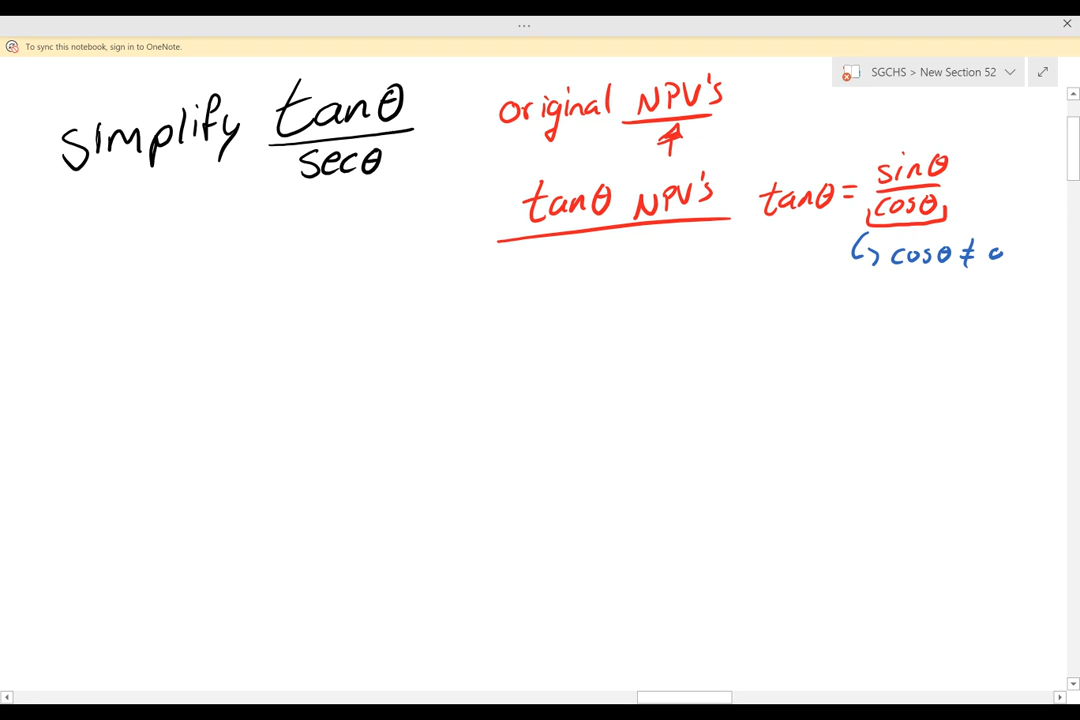 ...
To sync this notebook, sign in to OneNote.
SGCHS > New Section 52
simplify tanθ/secθ
original NPV's
tanθ NPV's
tanθ = sinθ/cosθ
↳ cosθ ≠ 0